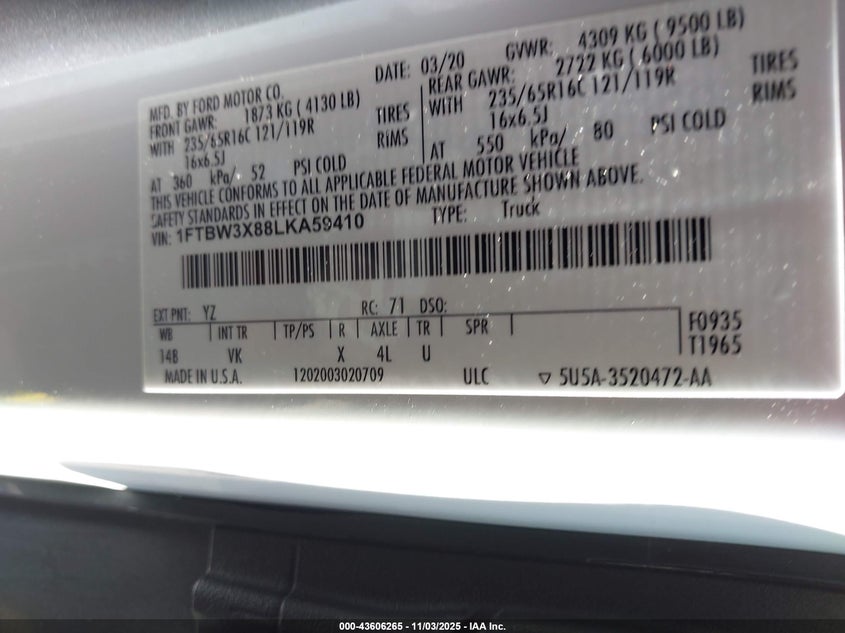 MFD. BY FORD MOTOR CO.
DATE: 03/20
GVWR: 4309 KG ( 9500 LB)
FRONT GAWR: 1873 KG ( 4130 LB)
REAR GAWR: 2722 KG ( 6000 LB)
WITH 235/65R16C 121/119R TIRES
WITH 235/65R16C 121/119R TIRES
16x6.5J RIMS
16x6.5J RIMS
AT 360 kPa/ 52 PSI COLD
AT 550 kPa/ 80 PSI COLD
THIS VEHICLE CONFORMS TO ALL APPLICABLE FEDERAL MOTOR VEHICLE
SAFETY STANDARDS IN EFFECT ON THE DATE OF MANUFACTURE SHOWN ABOVE.
VIN: 1FTBW3X88LKA59410
TYPE: Truck
EXT PNT: YZ RC: 71 DSO:
WB | INT TR | TP/PS | R | AXLE | TR | SPR |
148 VK X 4L U
F0935
T1965
MADE IN U.S.A. 1202003020709 ULC ▽ 5U5A-3520472-AA
000-43606265 - 11/03/2025 - IAA Inc.